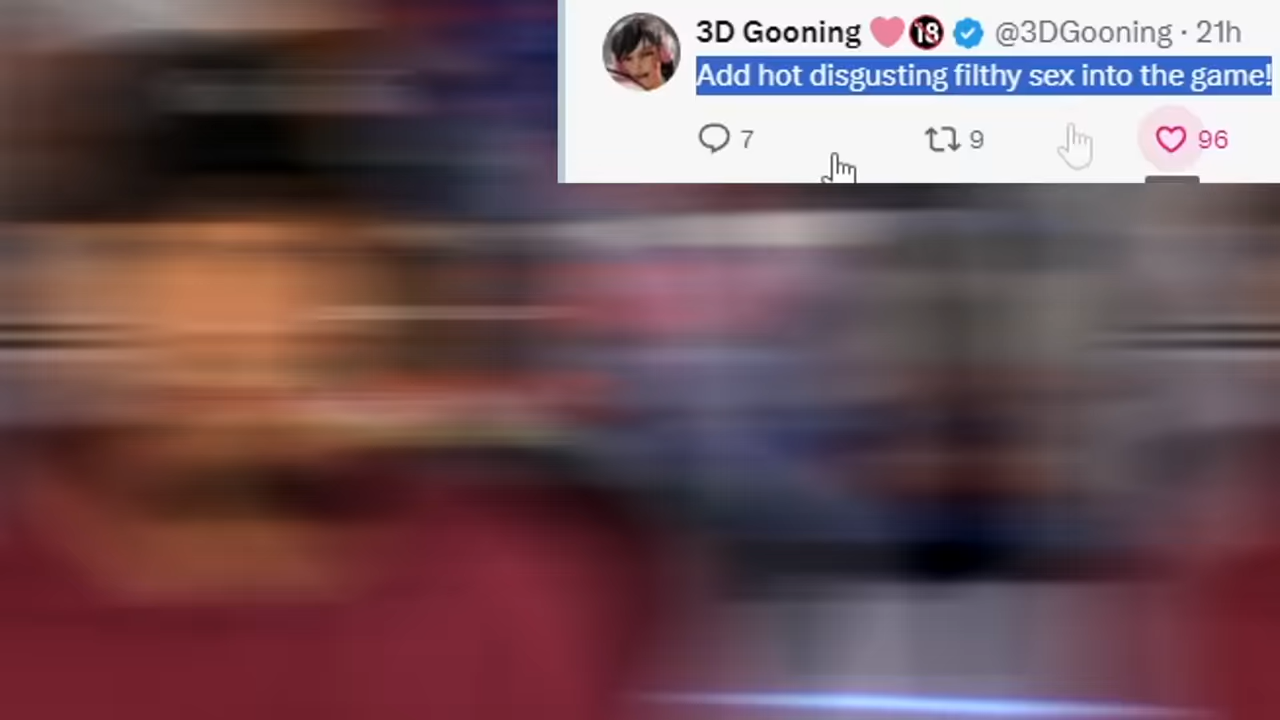 3D Gooning 🩷🔞 @3DGooning · 21h
Add hot disgusting filthy sex into the game!
7 9 96